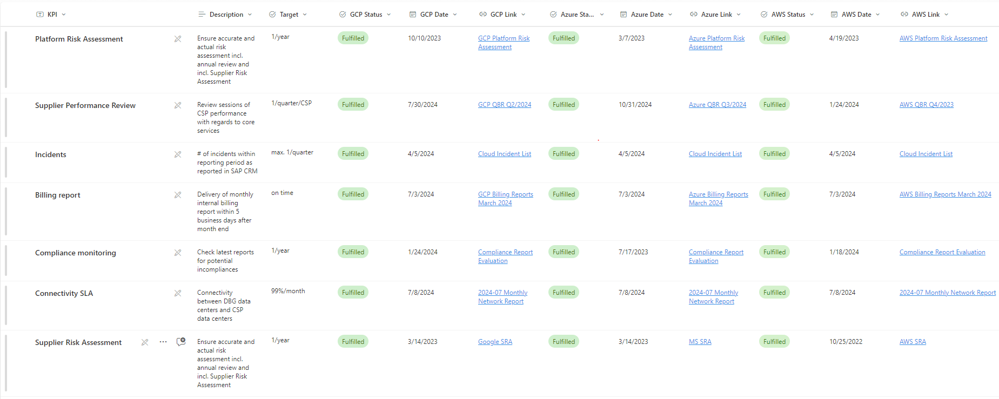 KPI Description Target GCP Status GCP Date GCP Link Azure Sta... Azure Date Azure Link AWS Status AWS Date AWS Link
Platform Risk Assessment
Ensure accurate and
actual risk
assessment incl.
annual review and
incl. Supplier Risk
Assessment
1/year
Fulfilled
10/10/2023
GCP Platform Risk
Assessment
Fulfilled
3/7/2023
Azure Platform Risk
Assessment
Fulfilled
4/19/2023
AWS Platform Risk Assessment
Supplier Performance Review
Review sessions of
CSP performance
with regards to core
services
1/quarter/CSP
Fulfilled
7/30/2024
GCP QBR Q2/2024
Fulfilled
10/31/2024
Azure QBR Q3/2024
Fulfilled
1/24/2024
AWS QBR Q4/2023
Incidents
# of incidents within
reporting period as
reported in SAP CRM
max. 1/quarter
Fulfilled
4/5/2024
Cloud Incident List
Fulfilled
4/5/2024
Cloud Incident List
Fulfilled
4/5/2024
Cloud Incident List
Billing report
Delivery of monthly
internal billing
report within 5
business days after
month end
on time
Fulfilled
7/3/2024
GCP Billing Reports
March 2024
Fulfilled
7/3/2024
Azure Billing Reports
March 2024
Fulfilled
7/3/2024
AWS Billing Reports March 2024
Compliance monitoring
Check latest reports
for potential
incompliances
1/year
Fulfilled
1/24/2024
Compliance Report
Evaluation
Fulfilled
7/17/2023
Compliance Report
Evaluation
Fulfilled
1/18/2024
Compliance Report Evaluation
Connectivity SLA
Connectivity
between DBG data
centers and CSP
data centers
99%/month
Fulfilled
7/8/2024
2024-07 Monthly
Network Report
Fulfilled
7/8/2024
2024-07 Monthly
Network Report
Fulfilled
7/8/2024
2024-07 Monthly Network Report
Supplier Risk Assessment
Ensure accurate and
actual risk
assessment incl.
annual review and
incl. Supplier Risk
Assessment
1/year
Fulfilled
3/14/2023
Google SRA
Fulfilled
3/14/2023
MS SRA
Fulfilled
10/25/2022
AWS SRA